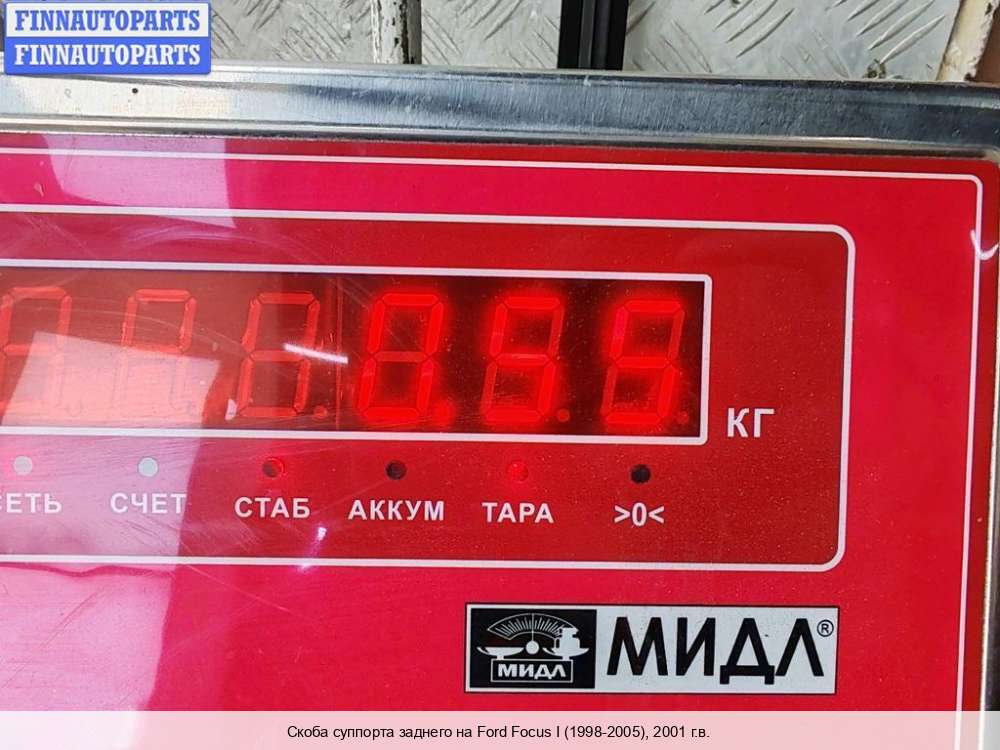 FINNAUTOPARTS
FINNAUTOPARTS
КГ
СЧЕТ СТАБ АККУМ ТАРА >0<
МИДЛ МИДЛ®
Скоба суппорта заднего на Ford Focus I (1998-2005), 2001 г.в.